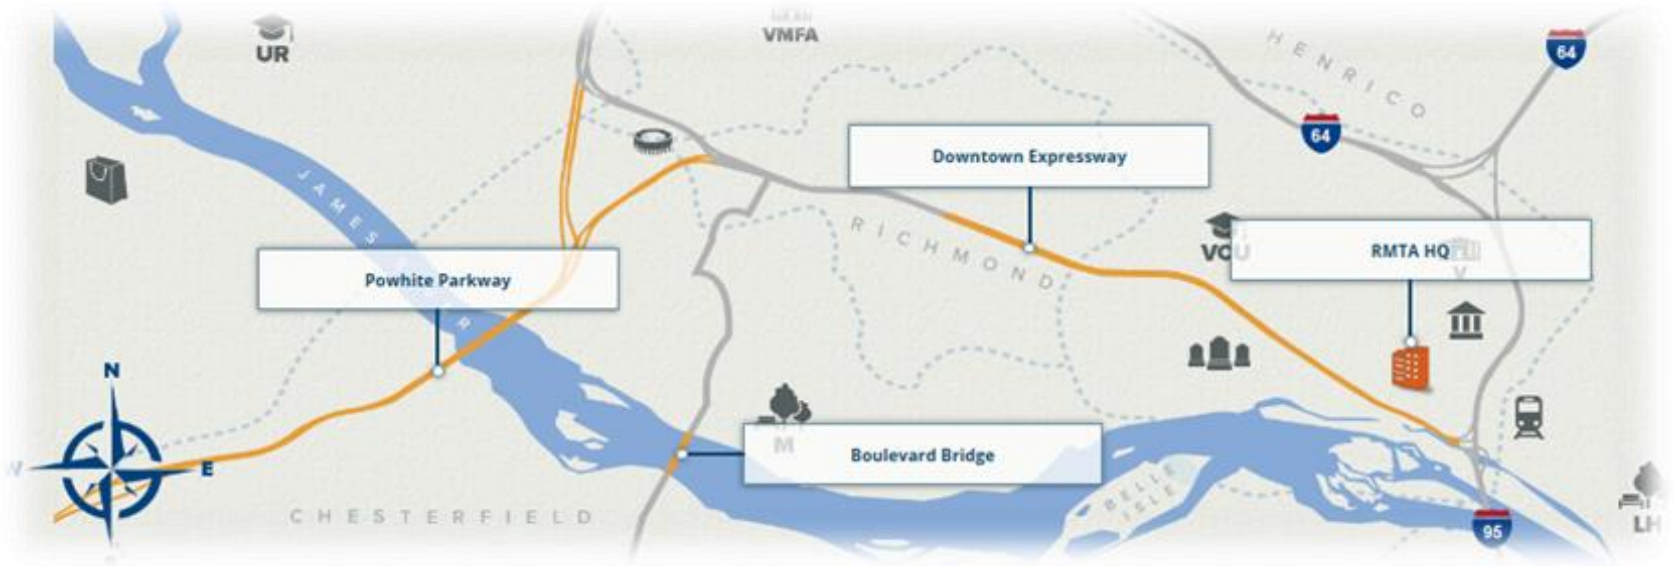 UR
VMFA
HENRICO
64
64
Downtown Expressway
JAMES
R
RICHMOND
VCU
RMTA HQ
V
Powhite Parkway
N
W
E
M
Boulevard Bridge
BELLE
ISLE
CHESTERFIELD
95
LH